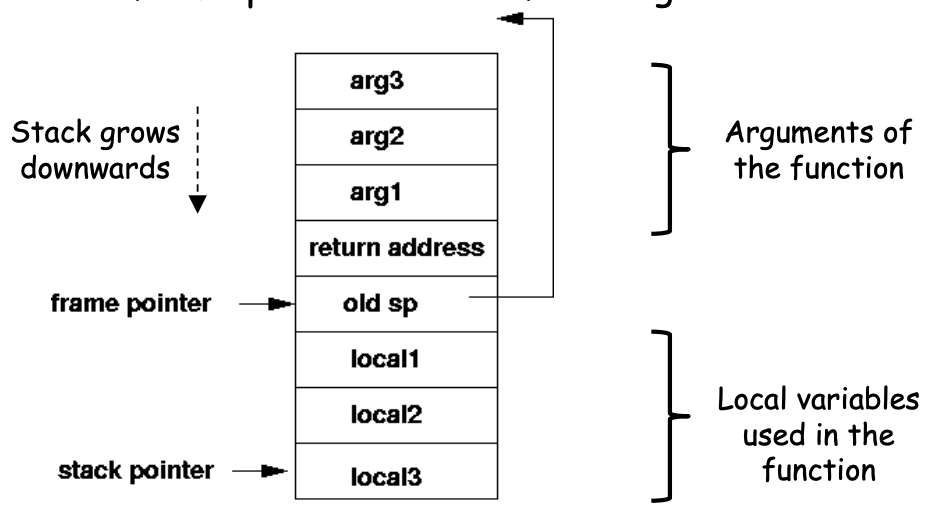 arg3
Stack grows
downwards
arg2
Arguments of
the function
arg1
return address
frame pointer
old sp
local1
local2
Local variables
used in the
function
stack pointer
local3